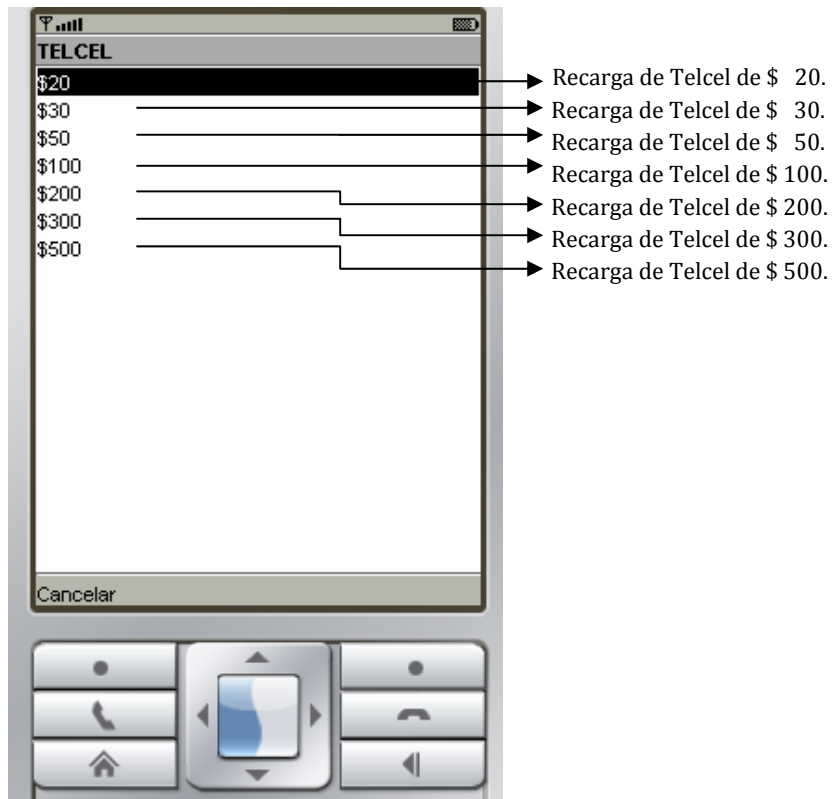 TELCEL
$20
$30
$50
$100
$200
$300
$500
Cancelar
Recarga de Telcel de $ 20.
Recarga de Telcel de $ 30.
Recarga de Telcel de $ 50.
Recarga de Telcel de $ 100.
Recarga de Telcel de $ 200.
Recarga de Telcel de $ 300.
Recarga de Telcel de $ 500.